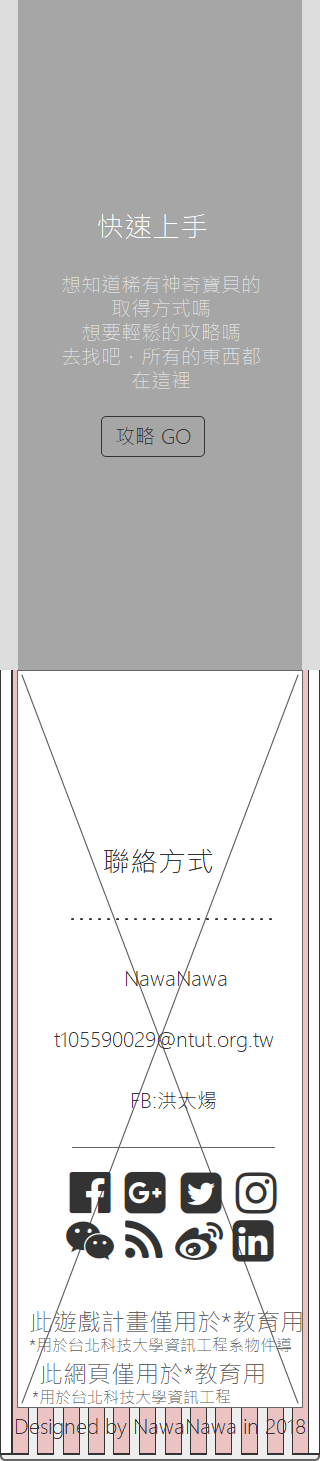 快速上手
想知道稀有神奇寶貝的
取得方式嗎
想要輕鬆的攻略嗎
去找吧，所有的東西都
在這裡
攻略 GO
聯絡方式
NawaNawa
t105590029@ntut.org.tw
FB:洪大煬
此遊戲計畫僅用於*教育用
*用於台北科技大學資訊工程系物件導
此網頁僅用於*教育用
*用於台北科技大學資訊工程
Designed by NawaNawa in 2018